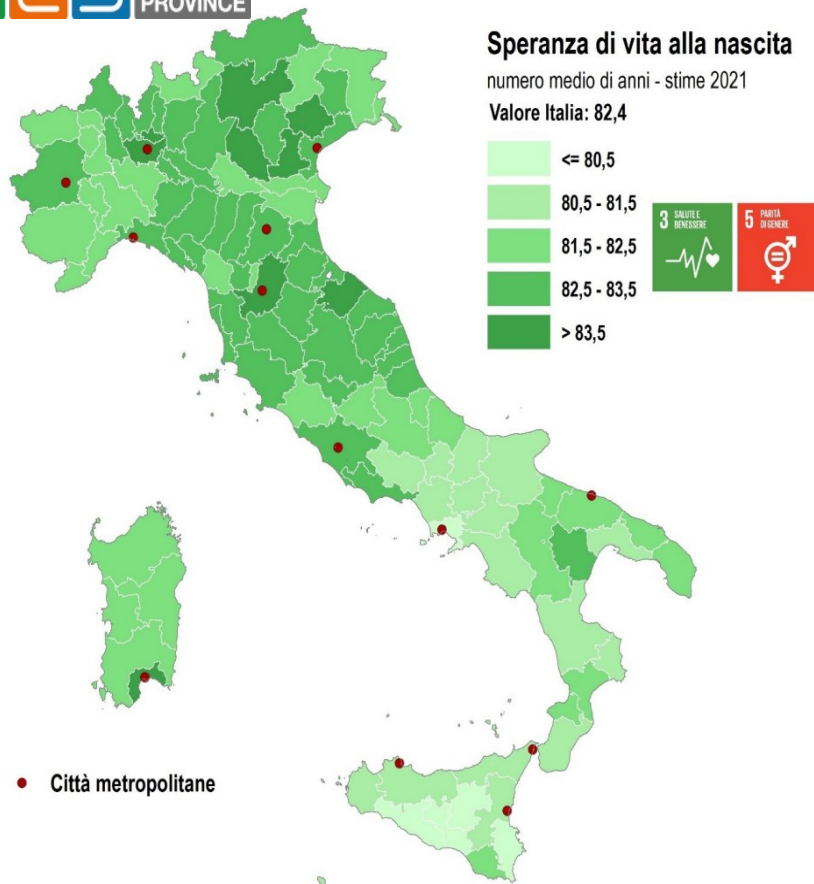 PROVINCE
Speranza di vita alla nascita
numero medio di anni - stime 2021
Valore Italia: 82,4
<= 80,5
80,5 - 81,5
81,5 - 82,5
82,5 - 83,5
> 83,5
3 SALUTE E
BENESSERE
5 PARITÀ
DI GENERE
Città metropolitane